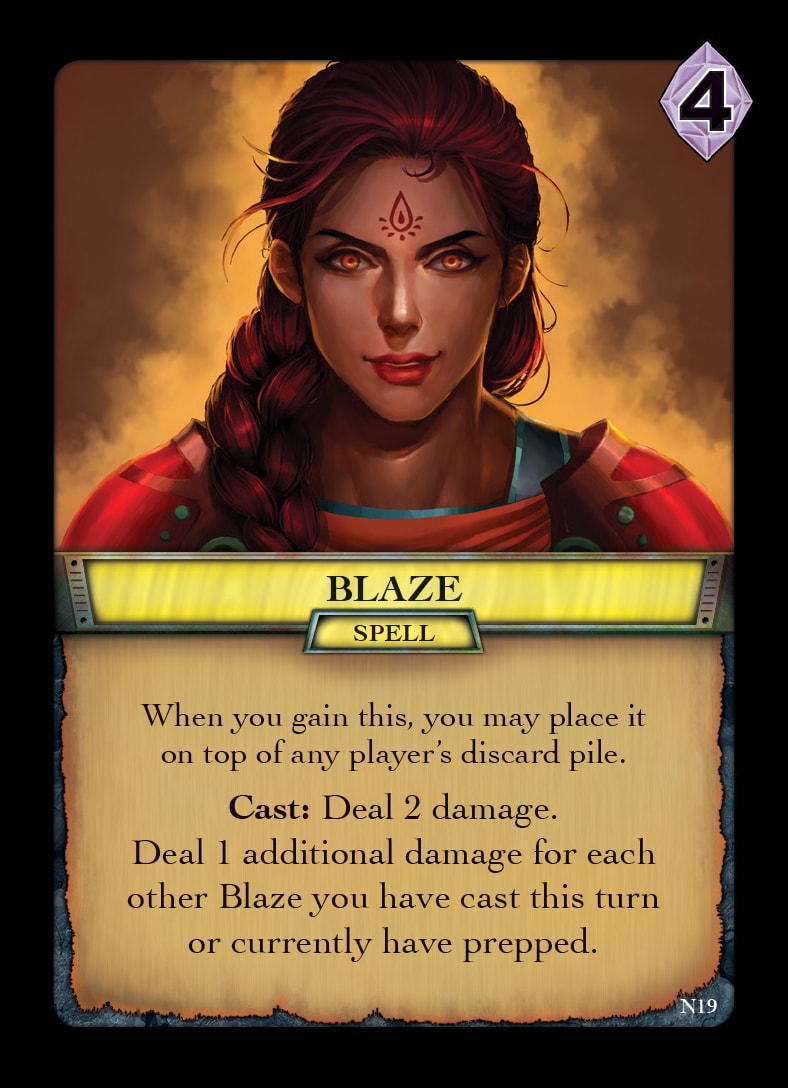 4
BLAZE
SPELL
When you gain this, you may place it
on top of any player's discard pile.
Cast: Deal 2 damage.
Deal 1 additional damage for each
other Blaze you have cast this turn
or currently have prepped.
N19